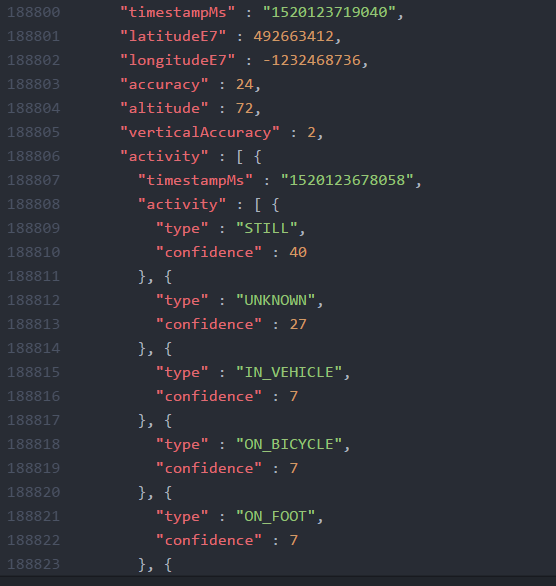 188800 "timestampMs" : "1520123719040",
188801 "latitudeE7" : 492663412,
188802 "longitudeE7" : -1232468736,
188803 "accuracy" : 24,
188804 "altitude" : 72,
188805 "verticalAccuracy" : 2,
188806 "activity" : [ {
188807 "timestampMs" : "1520123678058",
188808 "activity" : [ {
188809 "type" : "STILL",
188810 "confidence" : 40
188811 }, {
188812 "type" : "UNKNOWN",
188813 "confidence" : 27
188814 }, {
188815 "type" : "IN_VEHICLE",
188816 "confidence" : 7
188817 }, {
188818 "type" : "ON_BICYCLE",
188819 "confidence" : 7
188820 }, {
188821 "type" : "ON_FOOT",
188822 "confidence" : 7
188823 }, {